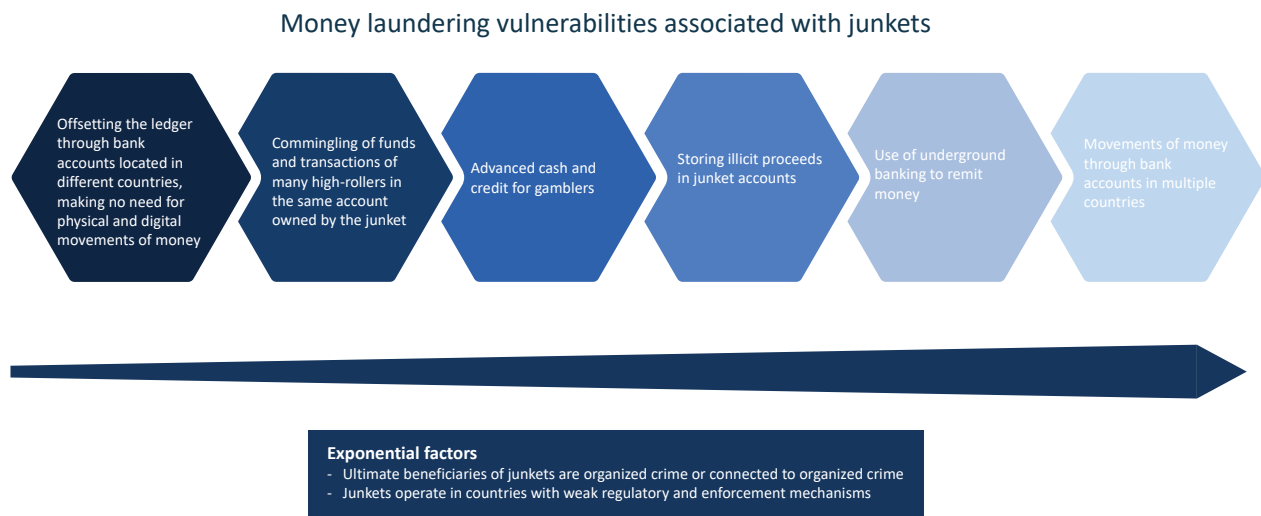 Money laundering vulnerabilities associated with junkets
Offsetting the ledger
through bank
accounts located in
different countries,
making no need for
physical and digital
movements of money
Commingling of funds
and transactions of
many high-rollers in
the same account
owned by the junket
Advanced cash and
credit for gamblers
Storing illicit proceeds
in junket accounts
Use of underground
banking to remit
money
Movements of money
through bank
accounts in multiple
countries
Exponential factors
- Ultimate beneficiaries of junkets are organized crime or connected to organized crime
- Junkets operate in countries with weak regulatory and enforcement mechanisms